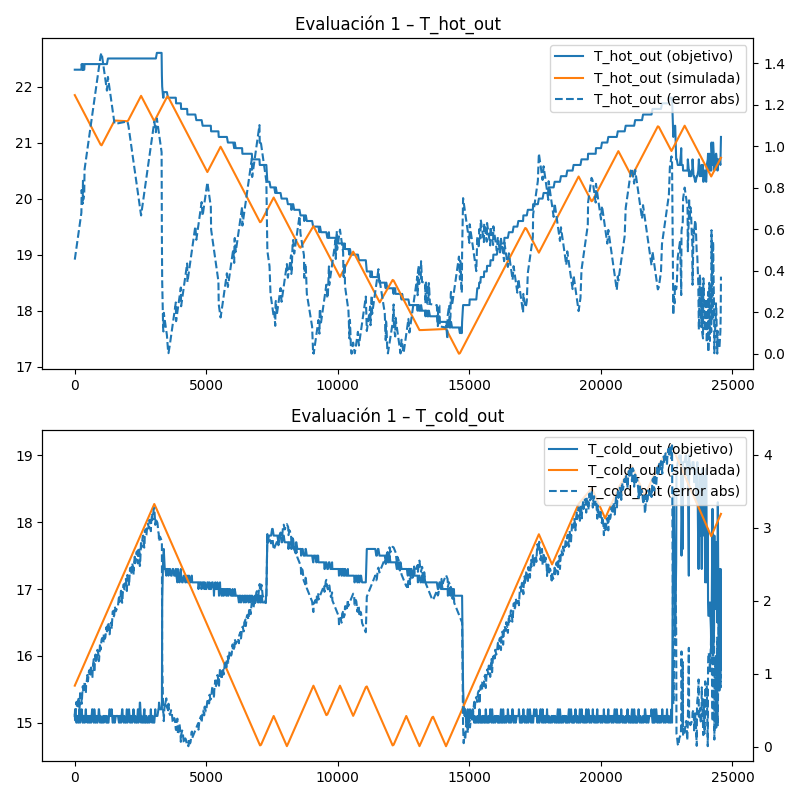 Evaluación 1 – T_hot_out
T_hot_out (objetivo)
T_hot_out (simulada)
T_hot_out (error abs)
22
21
20
19
18
17
1.4
1.2
1.0
0.8
0.6
0.4
0.2
0.0
0 5000 10000 15000 20000 25000
Evaluación 1 – T_cold_out
T_cold_out (objetivo)
T_cold_out (simulada)
T_cold_out (error abs)
19
18
17
16
15
4
3
2
1
0
0 5000 10000 15000 20000 25000